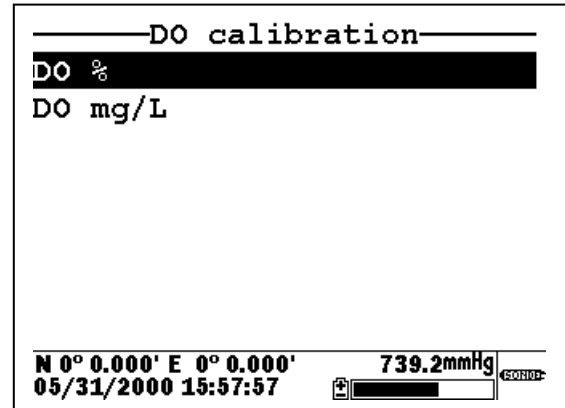 DO calibration
DO %
DO mg/L
N 0° 0.000' E 0° 0.000' 739.2mmHg
05/31/2000 15:57:57
SONDE